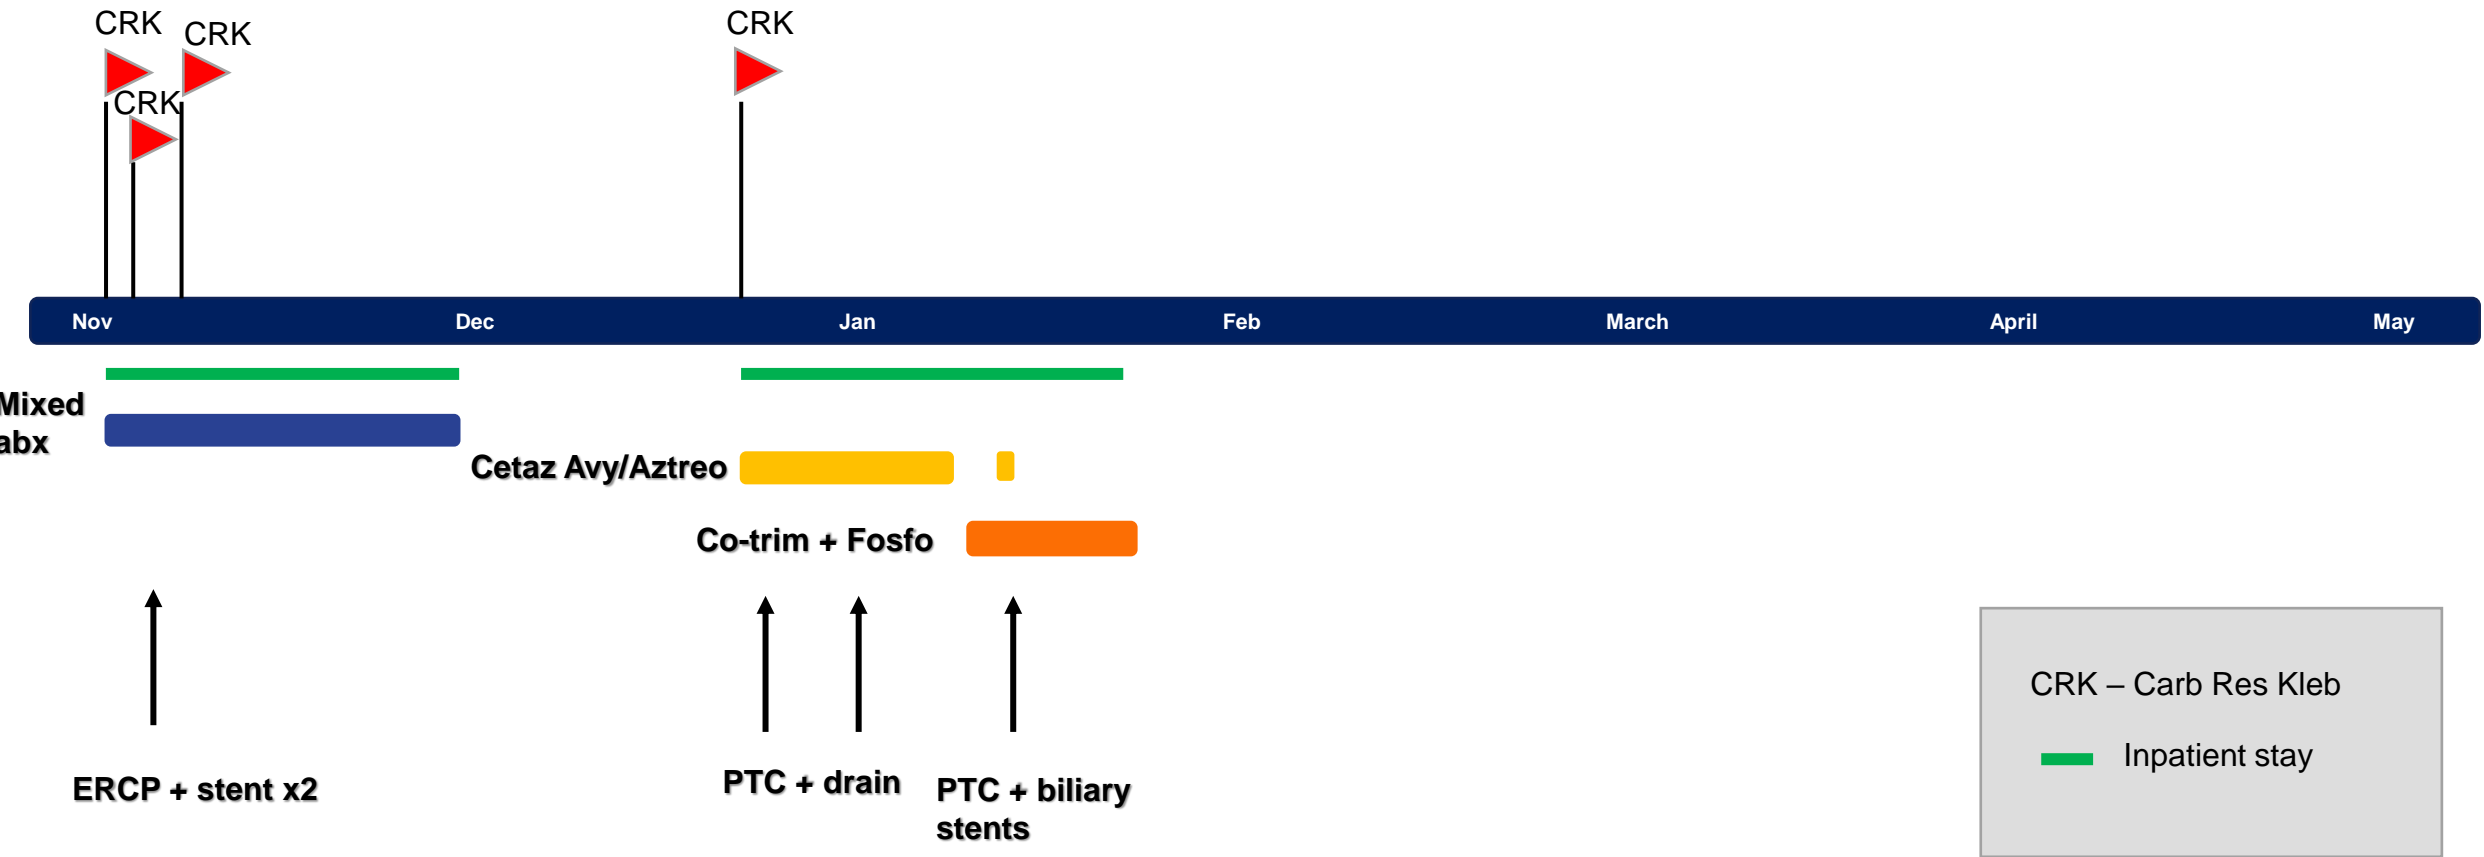 CRK
CRK
CRK
CRK
Nov
Dec
Jan
Feb
March
April
May
Mixed
abx
Cetaz Avy/Aztreo
Co-trim + Fosfo
ERCP + stent x2
PTC + drain
PTC + biliary
stents
CRK – Carb Res Kleb
Inpatient stay